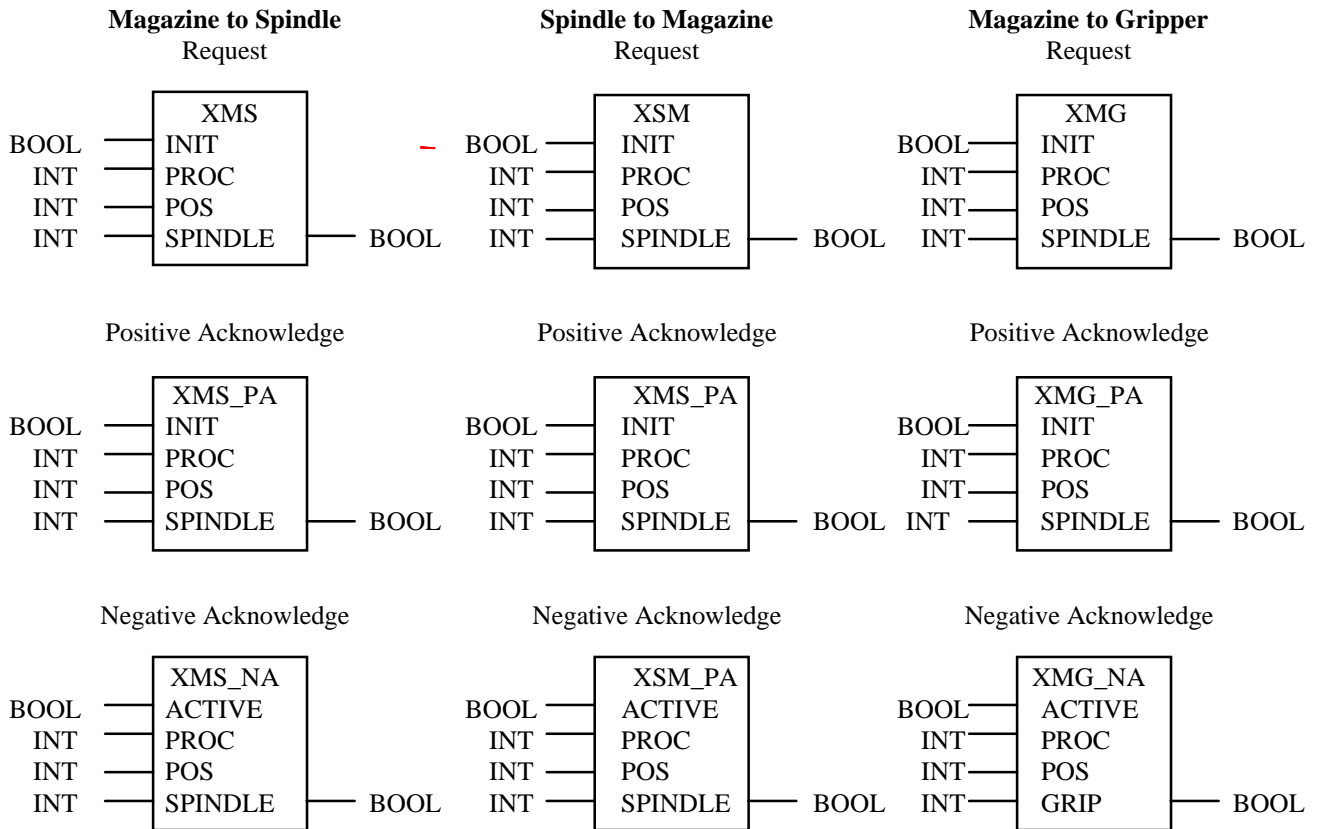 Magazine to Spindle Spindle to Magazine Magazine to Gripper
Request Request Request
XMS XSM XMG
BOOL INIT BOOL INIT BOOL INIT
INT PROC INT PROC INT PROC
INT POS INT POS INT POS
INT SPINDLE BOOL INT SPINDLE BOOL INT SPINDLE BOOL
Positive Acknowledge Positive Acknowledge Positive Acknowledge
XMS_PA XMS_PA XMG_PA
BOOL INIT BOOL INIT BOOL INIT
INT PROC INT PROC INT PROC
INT POS INT POS INT POS
INT SPINDLE BOOL INT SPINDLE BOOL INT SPINDLE BOOL
Negative Acknowledge Negative Acknowledge Negative Acknowledge
XMS_NA XSM_PA XMG_NA
BOOL ACTIVE BOOL ACTIVE BOOL ACTIVE
INT PROC INT PROC INT PROC
INT POS INT POS INT POS
INT SPINDLE BOOL INT SPINDLE BOOL INT GRIP BOOL